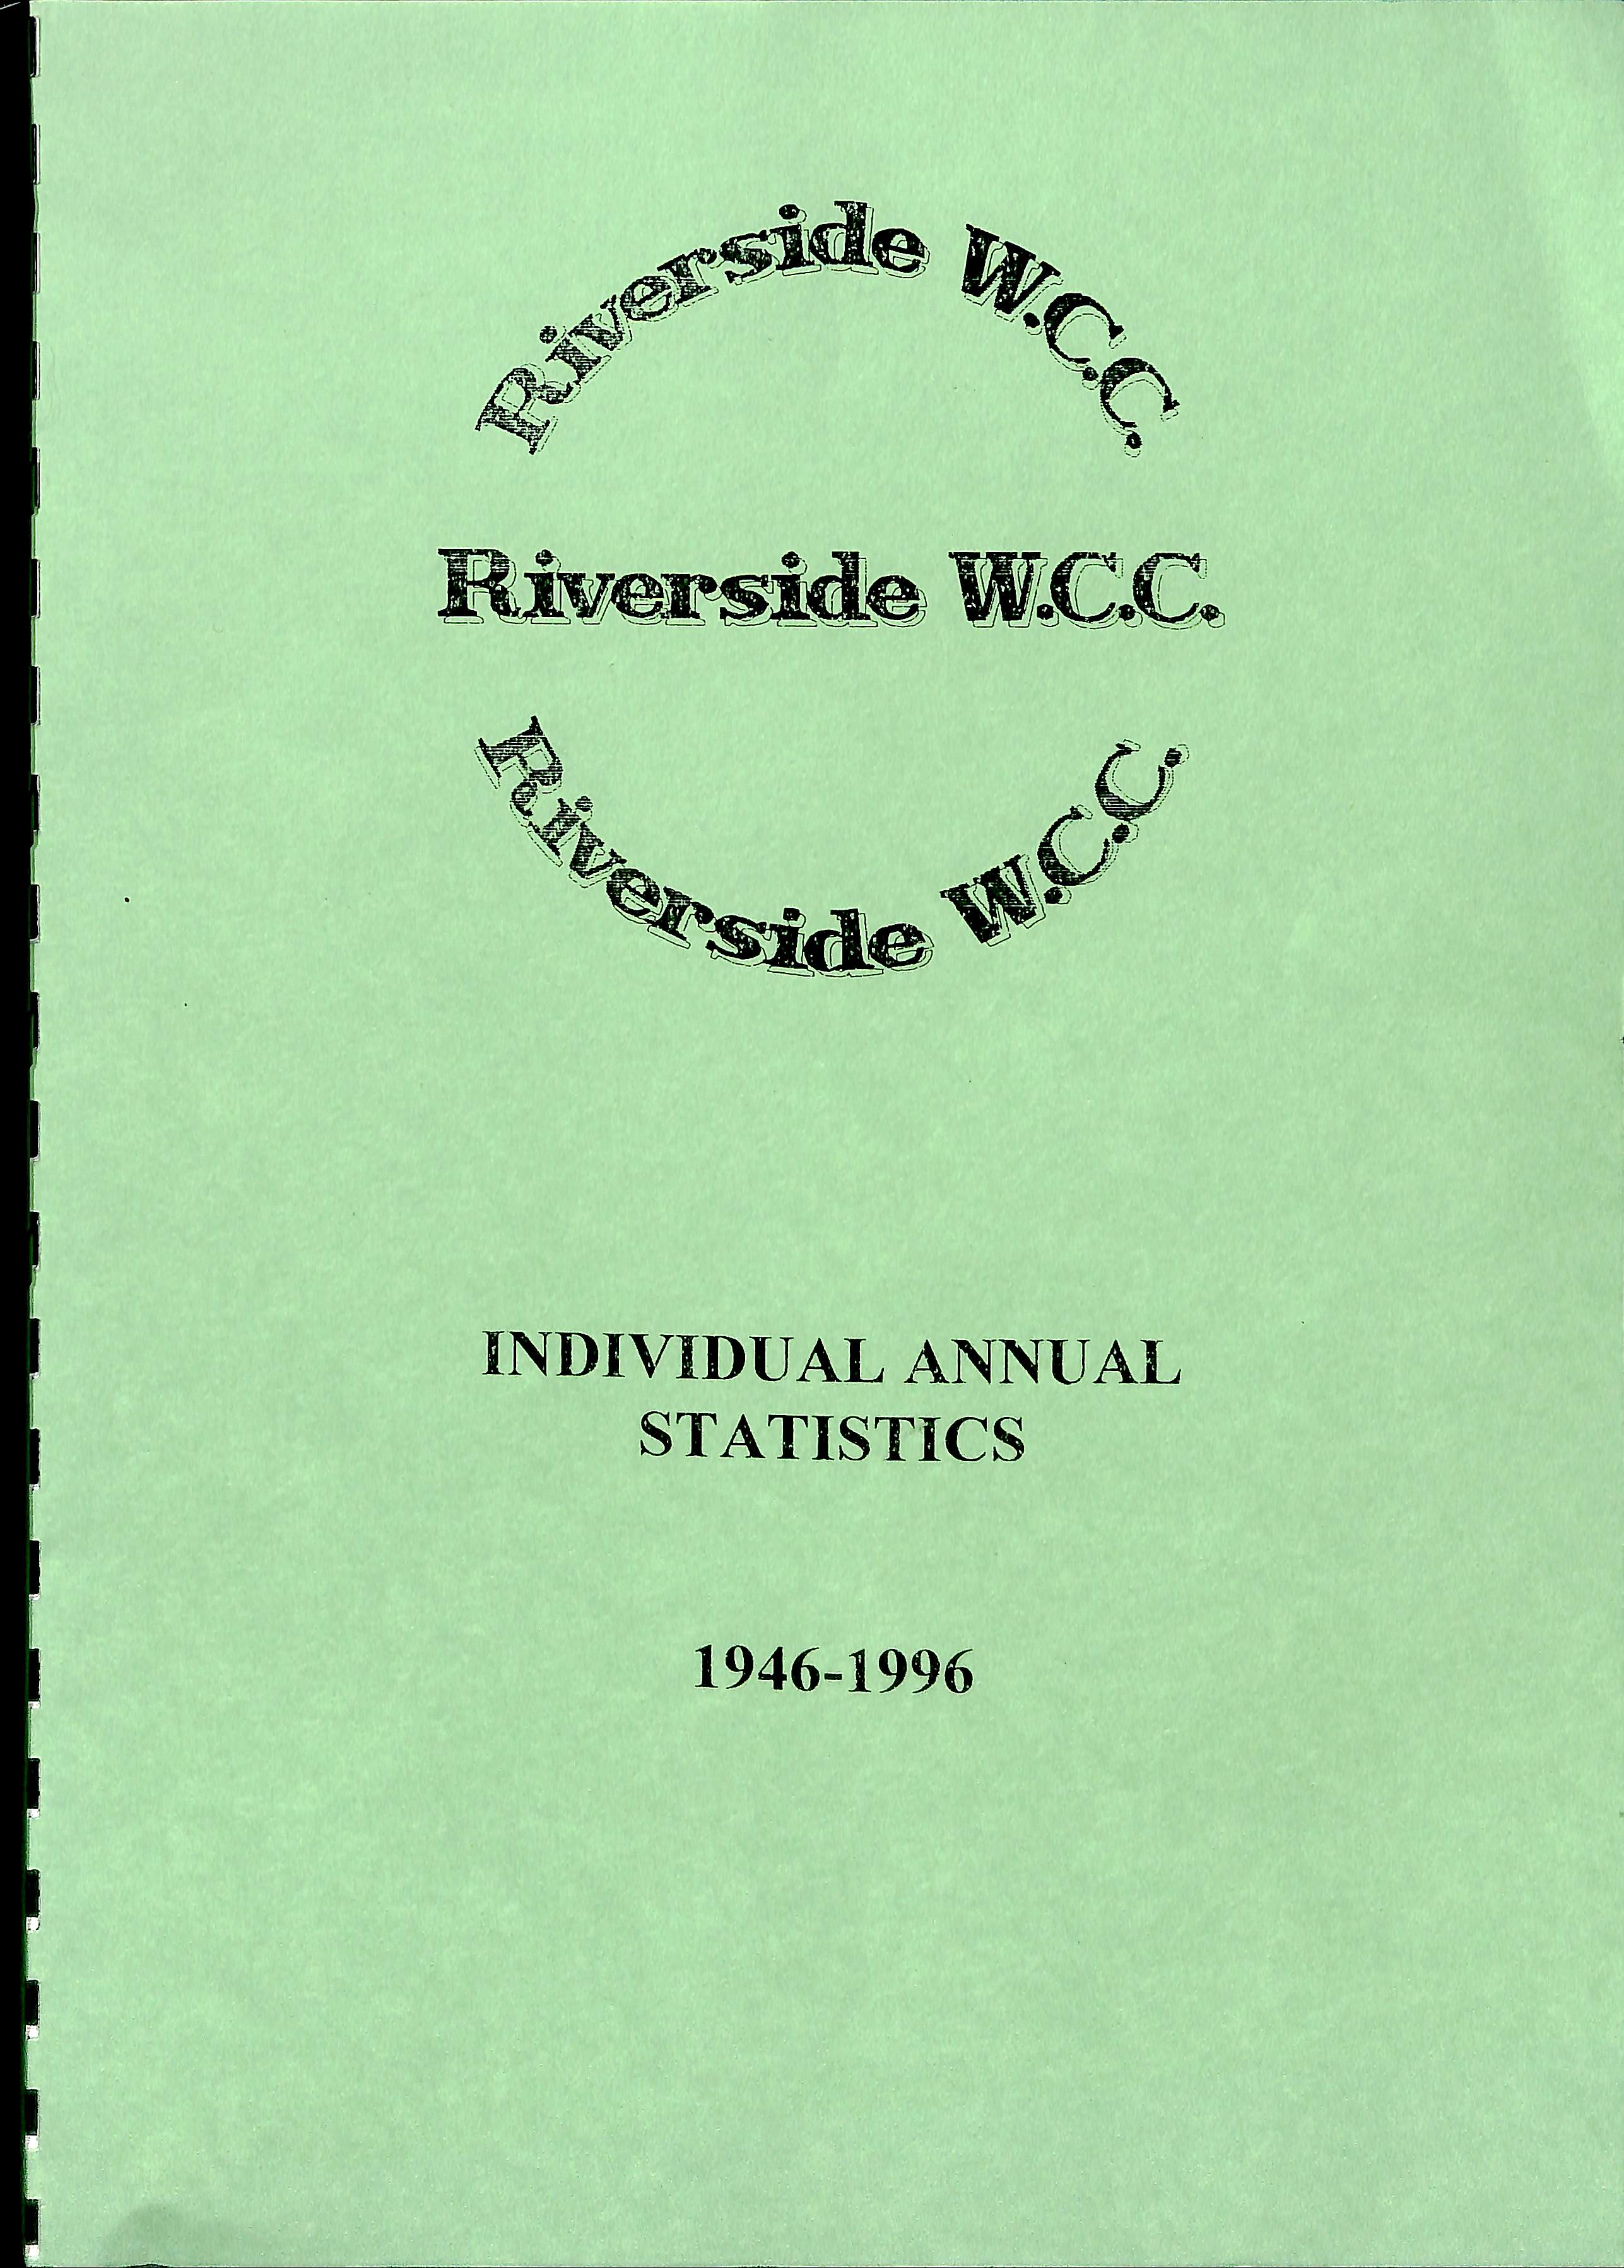 Riverside W.C.C.
Riverside W.C.C.
Riverside W.C.C.
INDIVIDUAL ANNUAL
STATISTICS
1946-1996